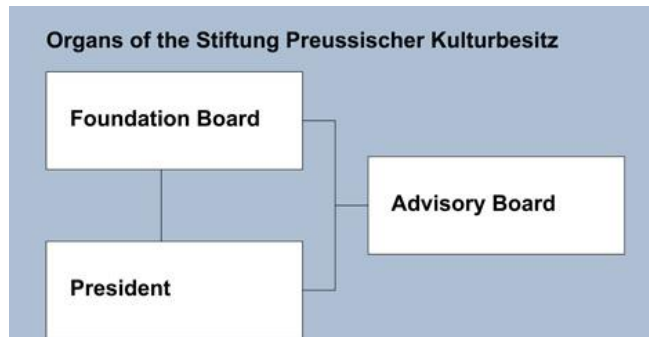 Organs of the Stiftung Preussischer Kulturbesitz
Foundation Board
Advisory Board
President